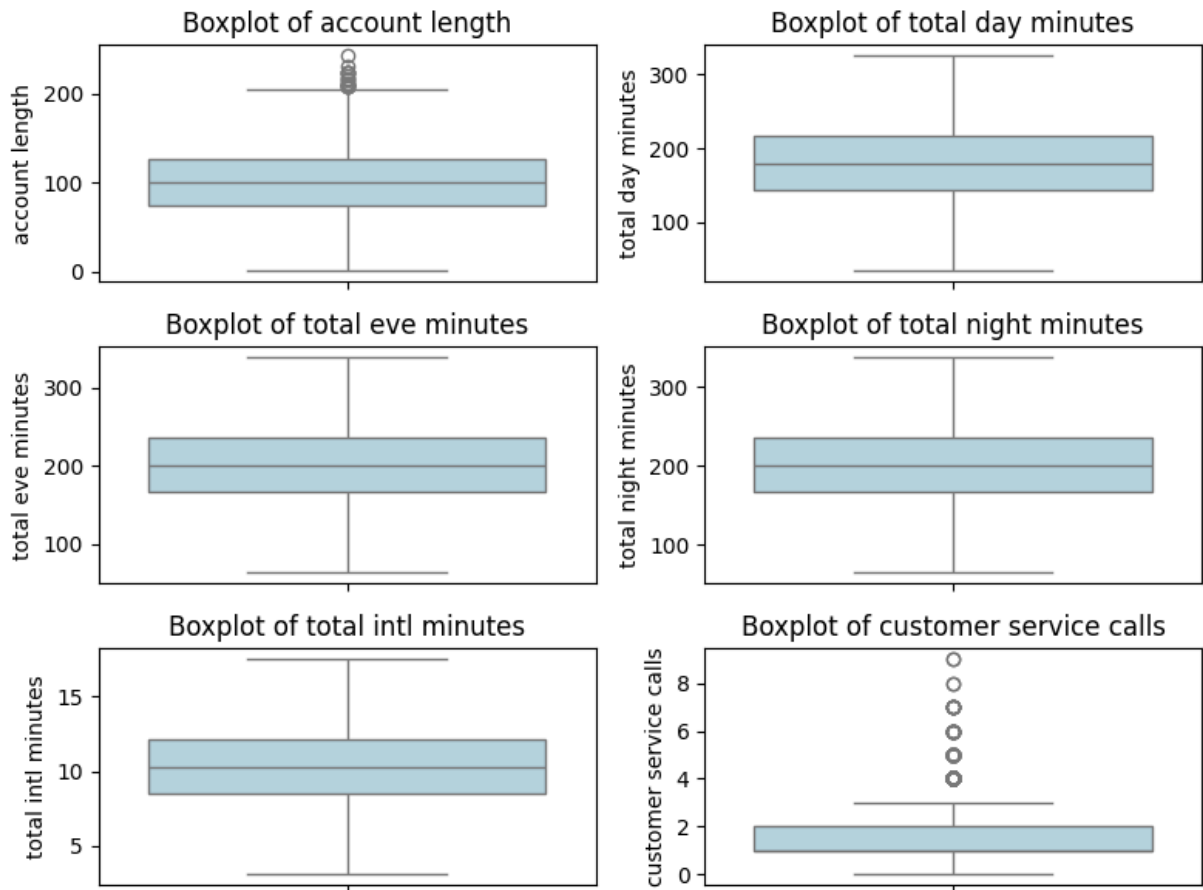 Boxplot of account length
account length
200
100
0
Boxplot of total day minutes
total day minutes
300
200
100
Boxplot of total eve minutes
total eve minutes
300
200
100
Boxplot of total night minutes
total night minutes
300
200
100
Boxplot of total intl minutes
total intl minutes
15
10
5
Boxplot of customer service calls
customer service calls
8
6
4
2
0